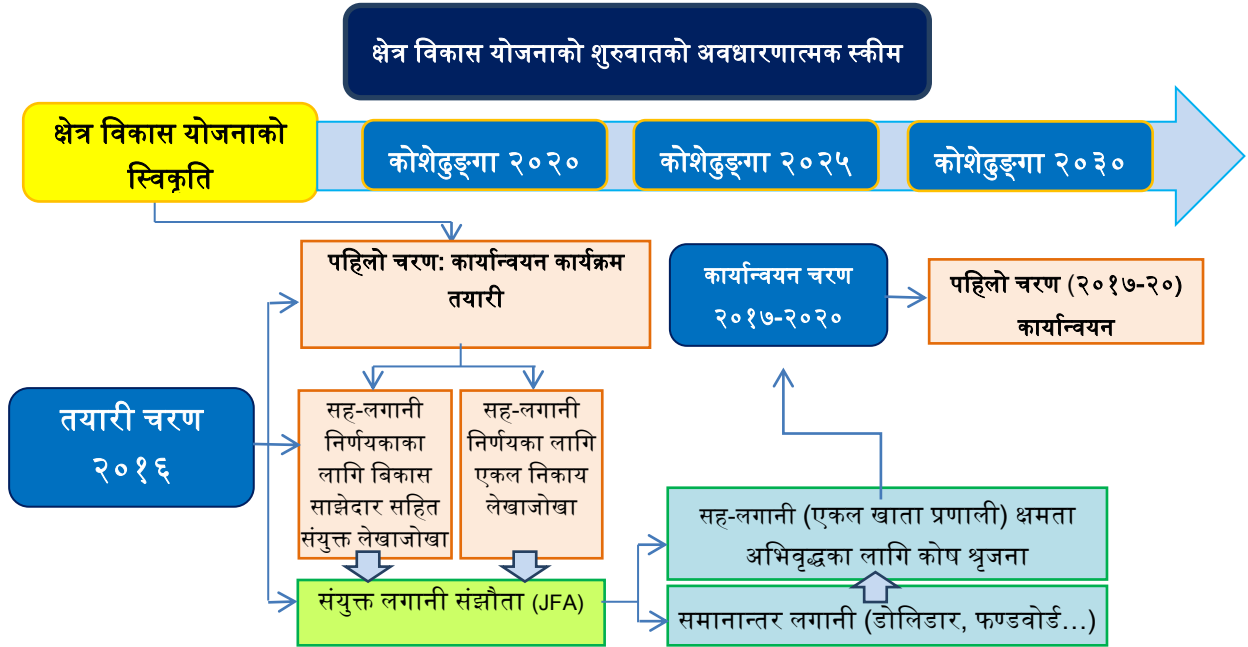 क्षेत्र विकास योजनाको शुरुवातको अवधारणात्मक स्कीम
क्षेत्र विकास योजनाको
स्विकृति
कोशेढुङ्गा २०२०
कोशेढुङ्गा २०२५
कोशेढुङ्गा २०३०
पहिलो चरण: कार्यान्वयन कार्यक्रम
तयारी
कार्यान्वयन चरण
२०१७-२०२०
पहिलो चरण (२०१७-२०)
कार्यान्वयन
तयारी चरण
२०१६
सह-लगानी
निर्णयकाका
लागि बिकास
साझेदार सहित
संयुक्त लेखाजोखा
सह-लगानी
निर्णयका लागि
एकल निकाय
लेखाजोखा
संयुक्त लगानी संझौता (JFA)
सह-लगानी (एकल खाता प्रणाली) क्षमता
अभिवृद्धका लागि कोष श्रृजना
समानान्तर लगानी (डोलिडार, फण्डवोर्ड…)